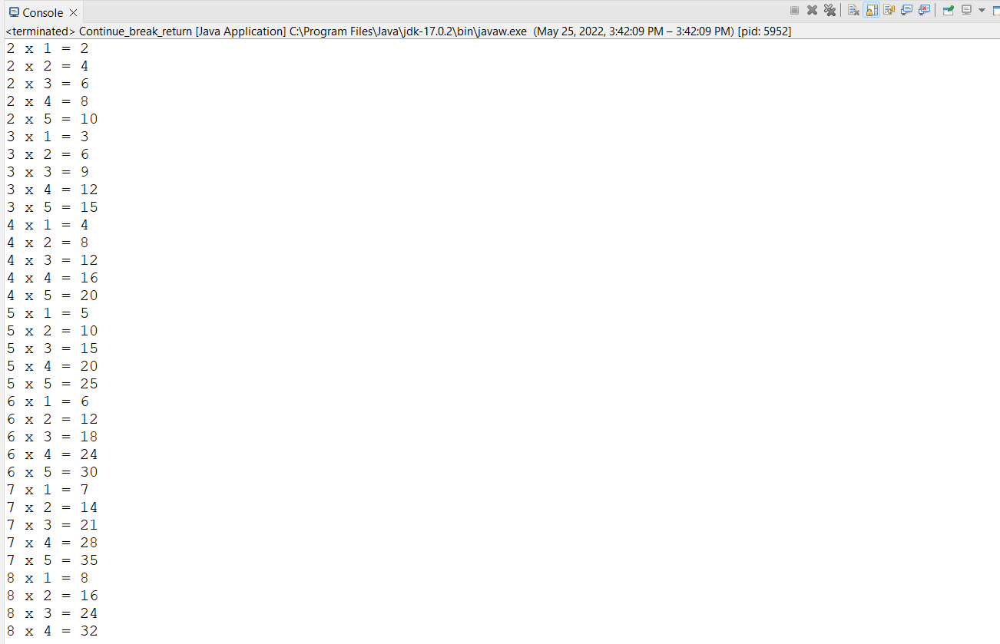 Console
<terminated> Continue_break_return [Java Application] C:\Program Files\Java\jdk-17.0.2\bin\javaw.exe (May 25, 2022, 3:42:09 PM – 3:42:09 PM) [pid: 5952]
2 x 1 = 2
2 x 2 = 4
2 x 3 = 6
2 x 4 = 8
2 x 5 = 10
3 x 1 = 3
3 x 2 = 6
3 x 3 = 9
3 x 4 = 12
3 x 5 = 15
4 x 1 = 4
4 x 2 = 8
4 x 3 = 12
4 x 4 = 16
4 x 5 = 20
5 x 1 = 5
5 x 2 = 10
5 x 3 = 15
5 x 4 = 20
5 x 5 = 25
6 x 1 = 6
6 x 2 = 12
6 x 3 = 18
6 x 4 = 24
6 x 5 = 30
7 x 1 = 7
7 x 2 = 14
7 x 3 = 21
7 x 4 = 28
7 x 5 = 35
8 x 1 = 8
8 x 2 = 16
8 x 3 = 24
8 x 4 = 32